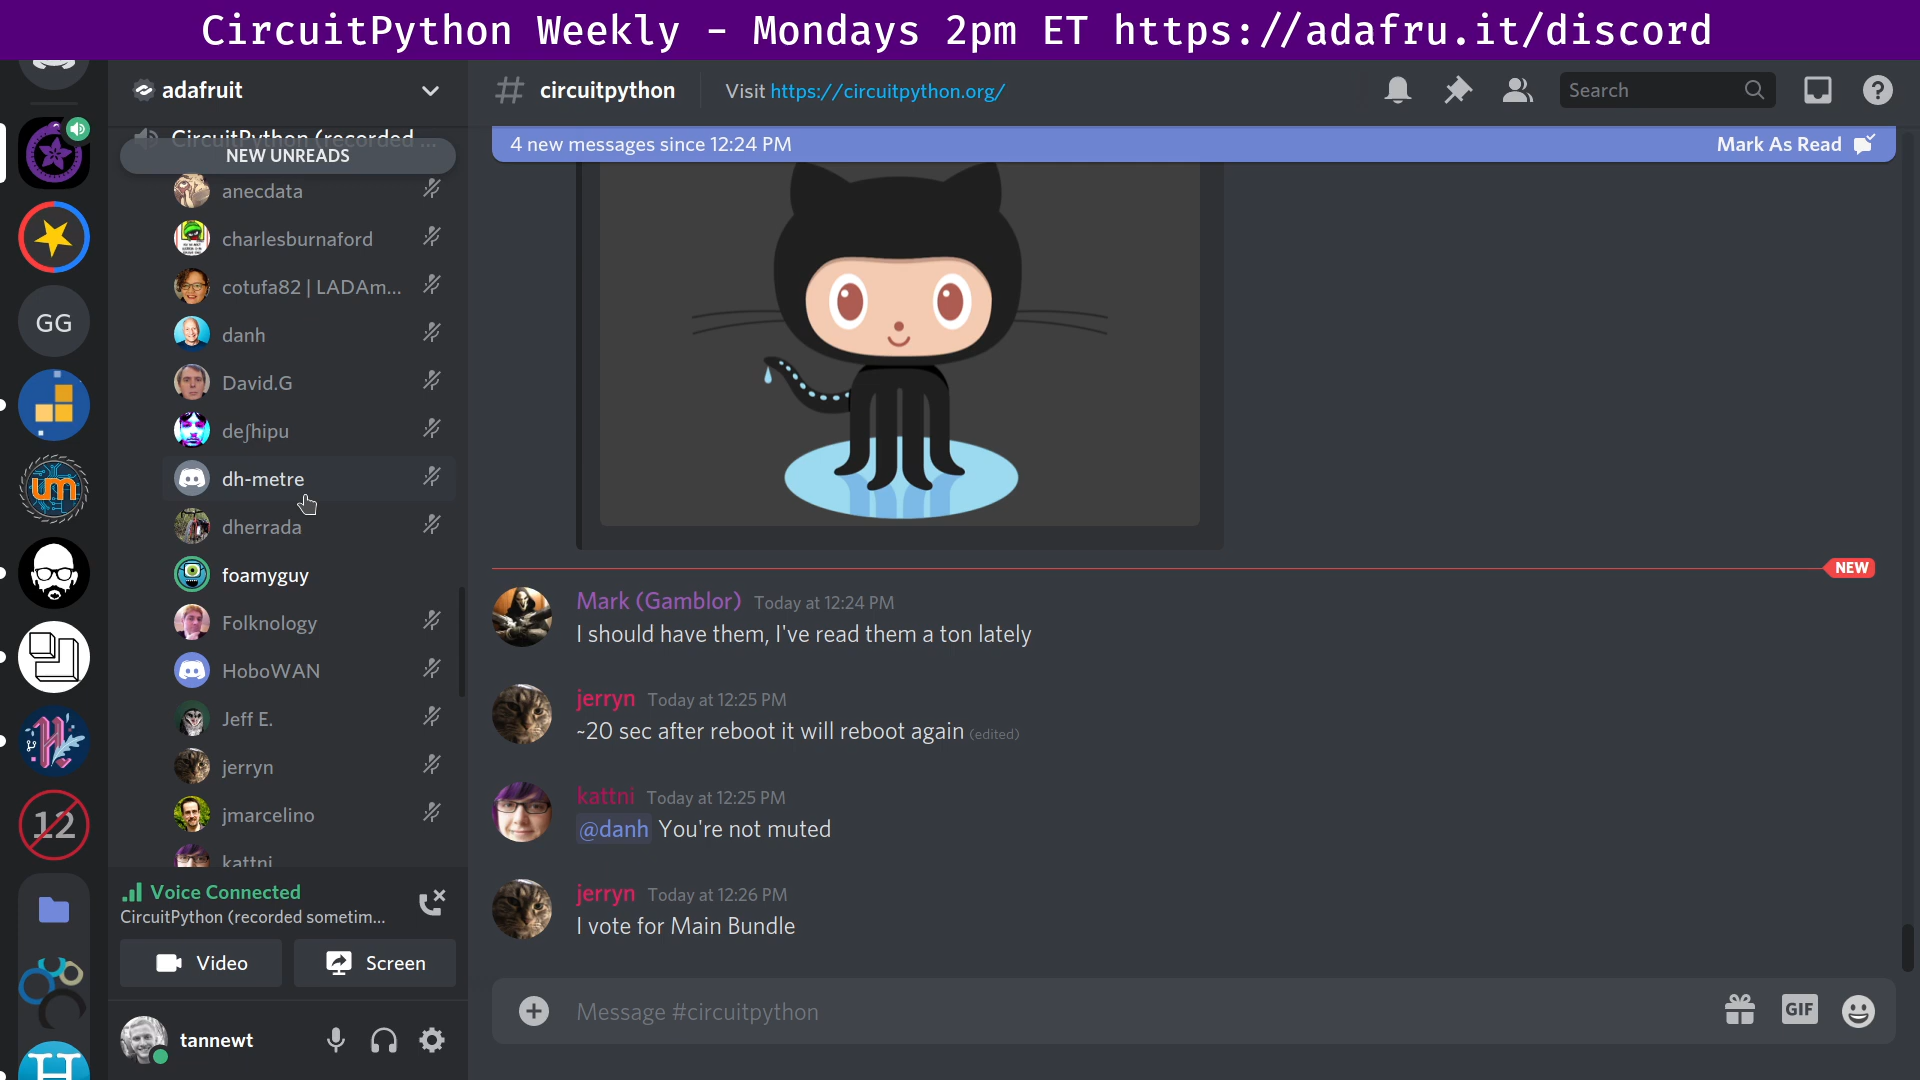 CircuitPython Weekly – Mondays 2pm ET https://adafru.it/discord
adafruit
CircuitPython (recorded ...
NEW UNREADS
anecdata
charlesburnaford
cotufa82 | LADAm...
danh
David.G
deʃhipu
dh-metre
dherrada
foamyguy
Folknology
HoboWAN
Jeff E.
jerryn
jmarcelino
kattni
Voice Connected
CircuitPython (recorded sometim...
Video
Screen
tannewt
GG
um
12
H
circuitpython
Visit https://circuitpython.org/
Search
4 new messages since 12:24 PM
Mark As Read
NEW
Mark (Gamblor) Today at 12:24 PM
I should have them, I've read them a ton lately
jerryn Today at 12:25 PM
~20 sec after reboot it will reboot again (edited)
kattni Today at 12:25 PM
@danh You're not muted
jerryn Today at 12:26 PM
I vote for Main Bundle
Message #circuitpython
GIF